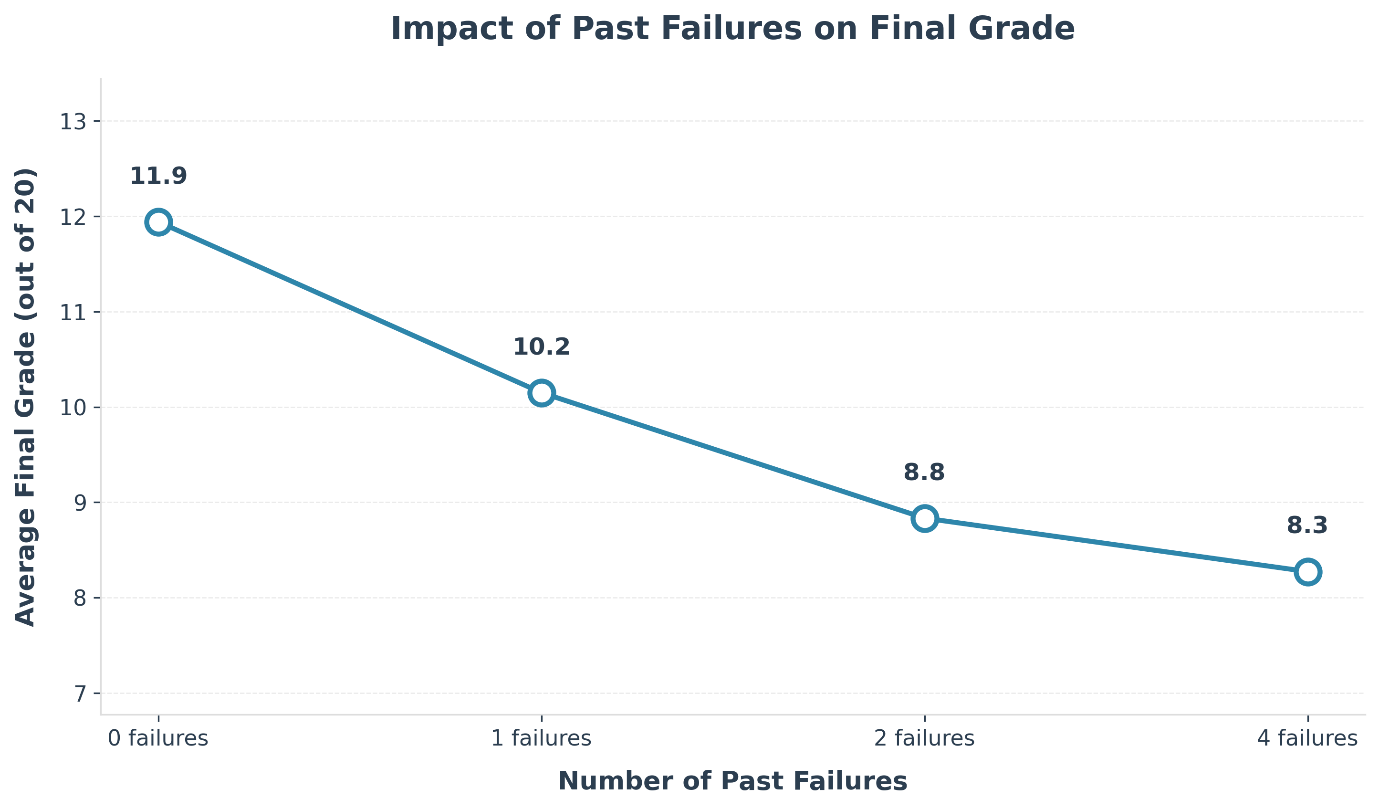 Impact of Past Failures on Final Grade
Average Final Grade (out of 20)
13
12
11
10
9
8
7
11.9
10.2
8.8
8.3
0 failures
1 failures
2 failures
4 failures
Number of Past Failures